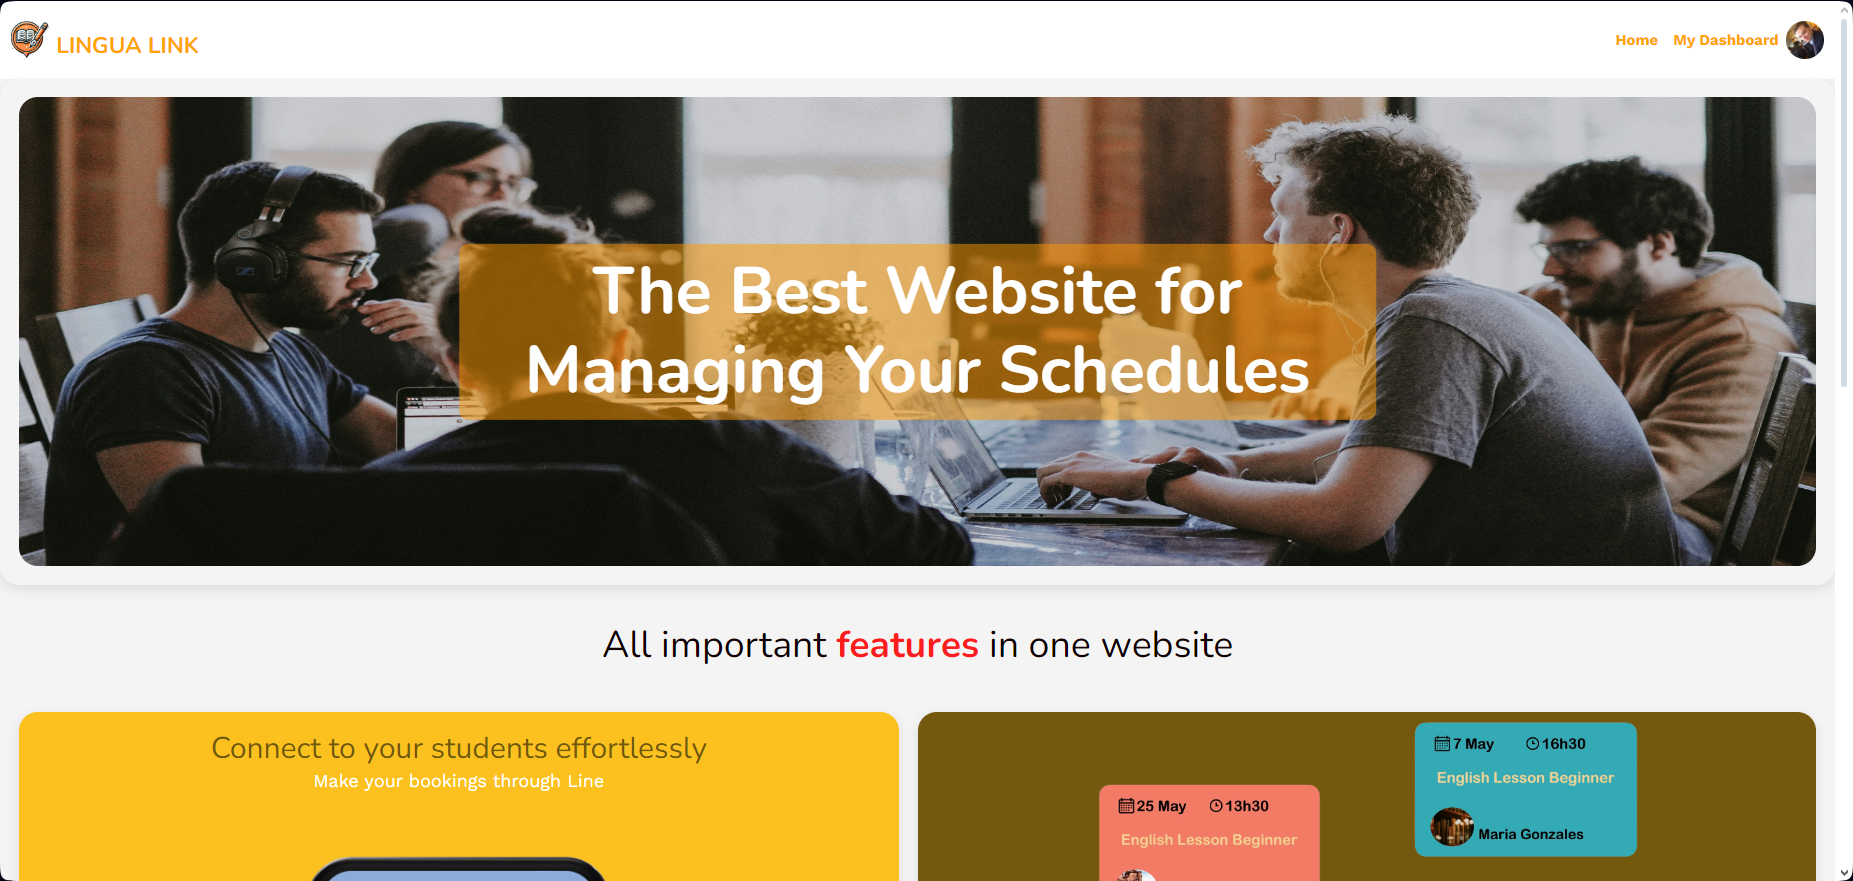 LINGUA LINK
Home
My Dashboard
The Best Website for
Managing Your Schedules
All important features in one website
Connect to your students effortlessly
Make your bookings through Line
7 May
16h30
English Lesson Beginner
Maria Gonzales
25 May
13h30
English Lesson Beginner